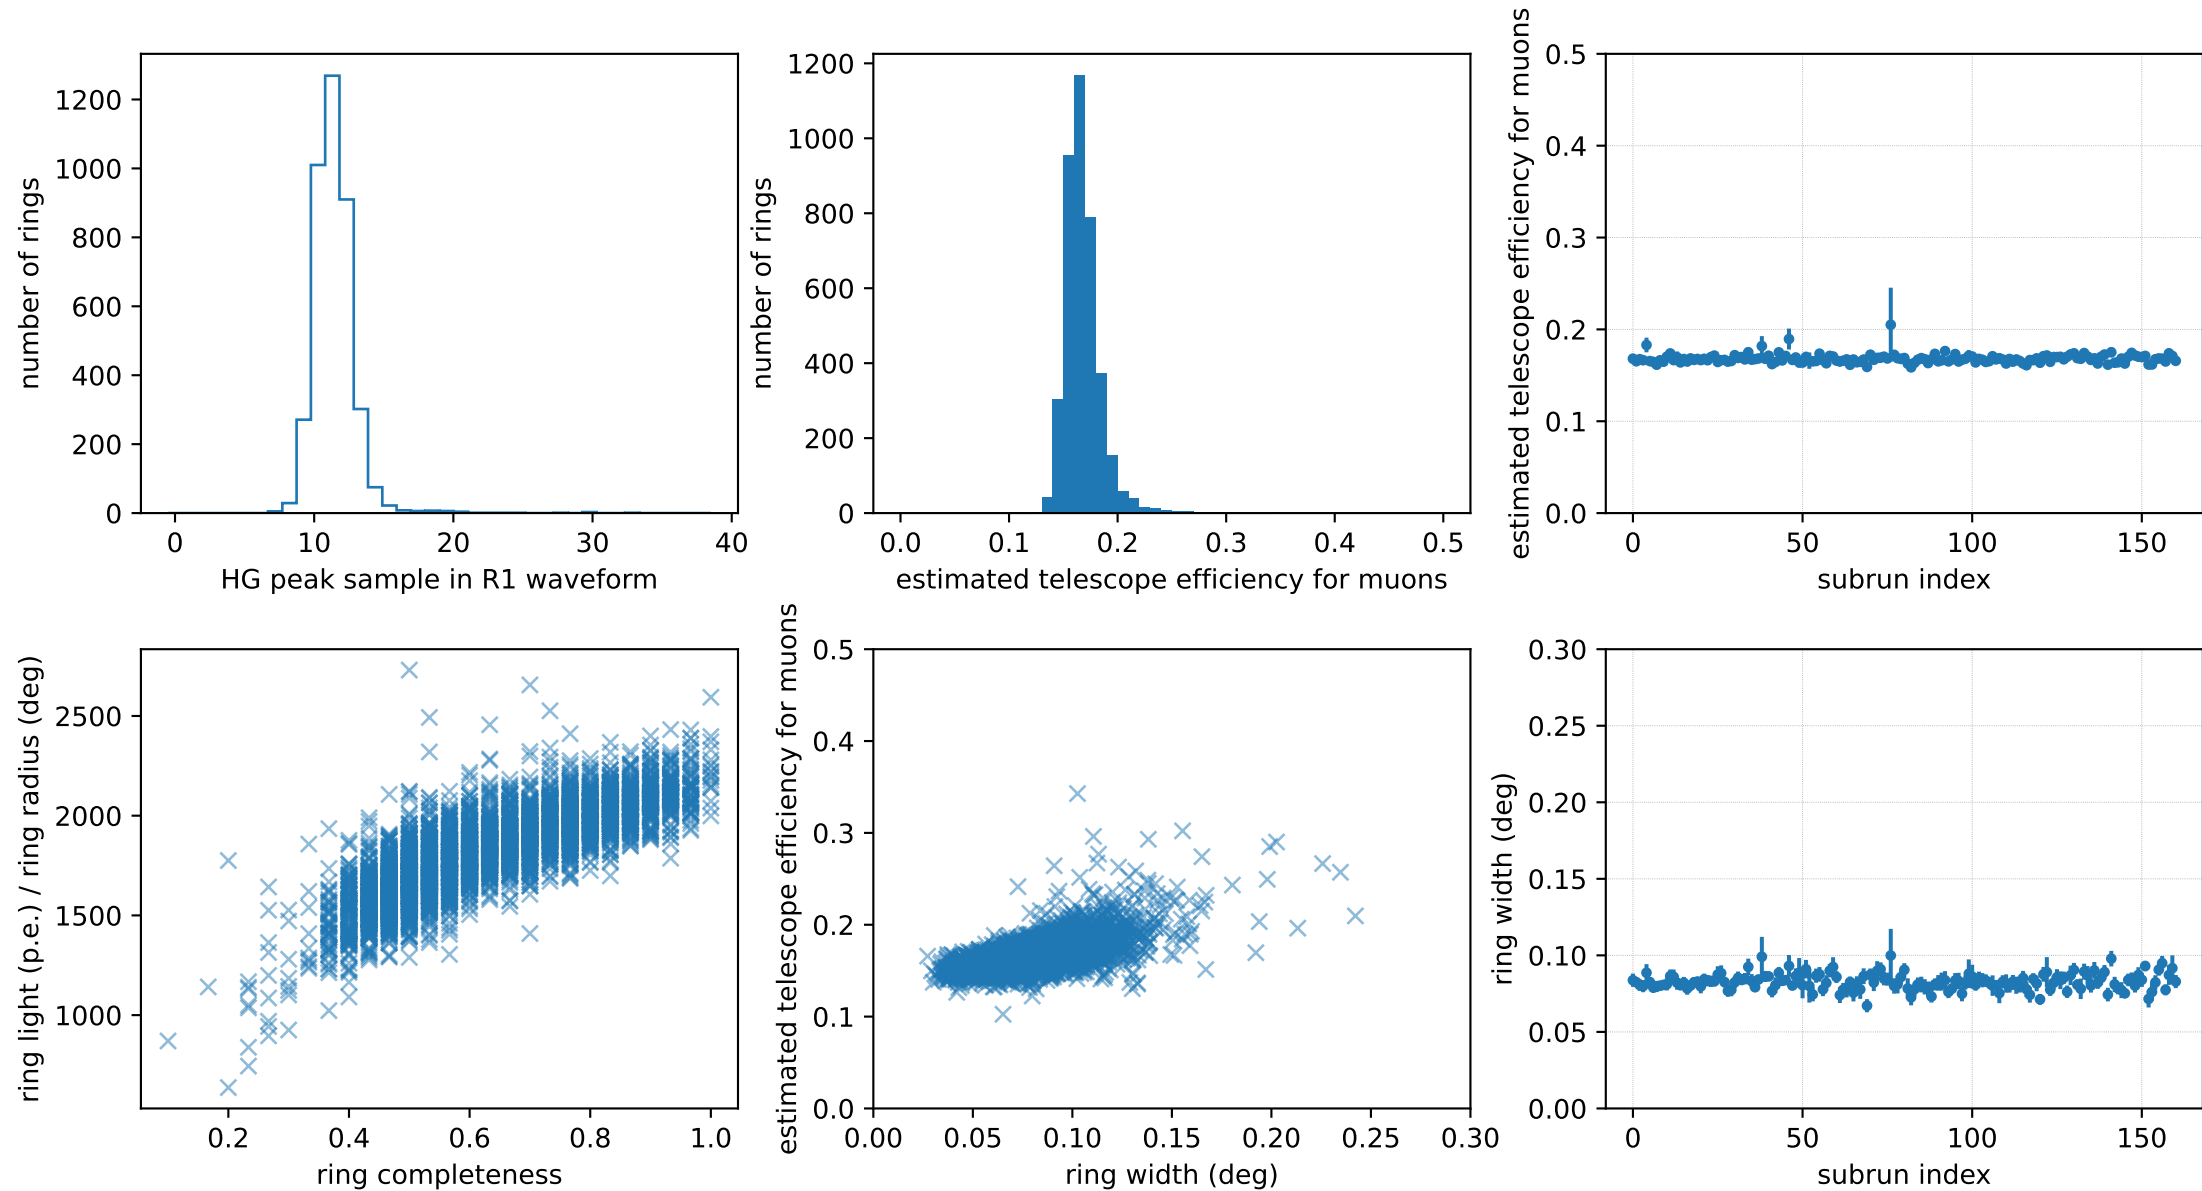 number of rings
1200
1000
800
600
400
200
0
0 10 20 30 40
HG peak sample in R1 waveform
number of rings
1200
1000
800
600
400
200
0
0.0 0.1 0.2 0.3 0.4 0.5
estimated telescope efficiency for muons
estimated telescope efficiency for muons
0.5
0.4
0.3
0.2
0.1
0.0
0 50 100 150
subrun index
ring light (p.e.) / ring radius (deg)
2500
2000
1500
1000
0.2 0.4 0.6 0.8 1.0
ring completeness
estimated telescope efficiency for muons
0.5
0.4
0.3
0.2
0.1
0.0
0.00 0.05 0.10 0.15 0.20 0.25 0.30
ring width (deg)
ring width (deg)
0.30
0.25
0.20
0.15
0.10
0.05
0.00
0 50 100 150
subrun index